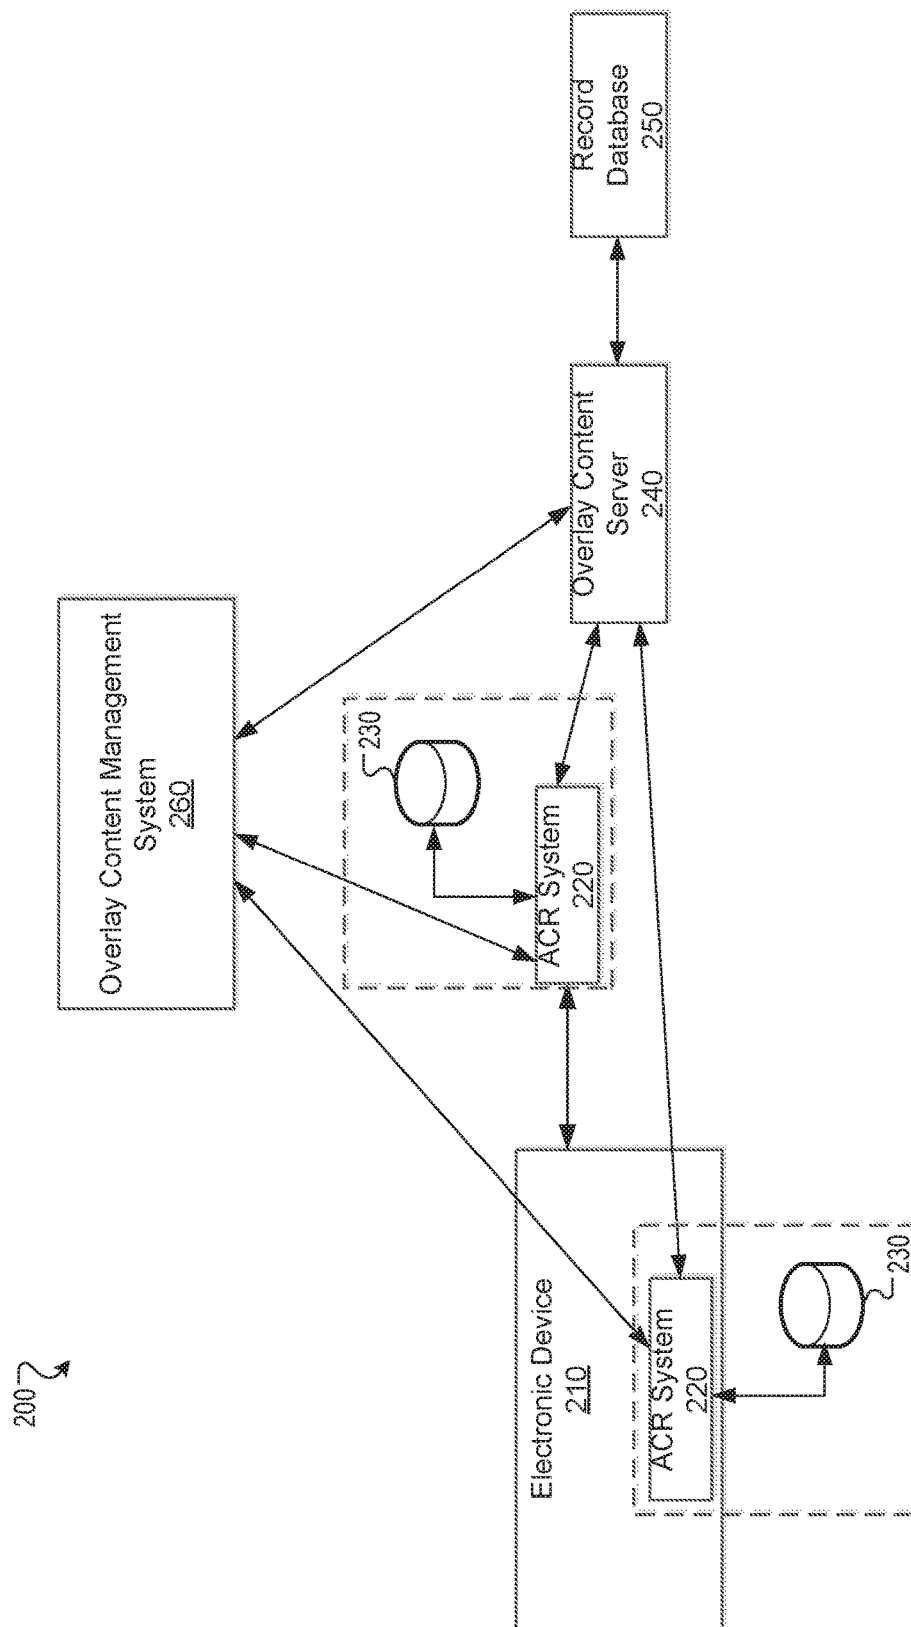 200
Overlay Content Management
System
260
Electronic Device
210
ACR System
220
230
ACR System
220
230
Overlay Content
Server
240
Record
Database
250